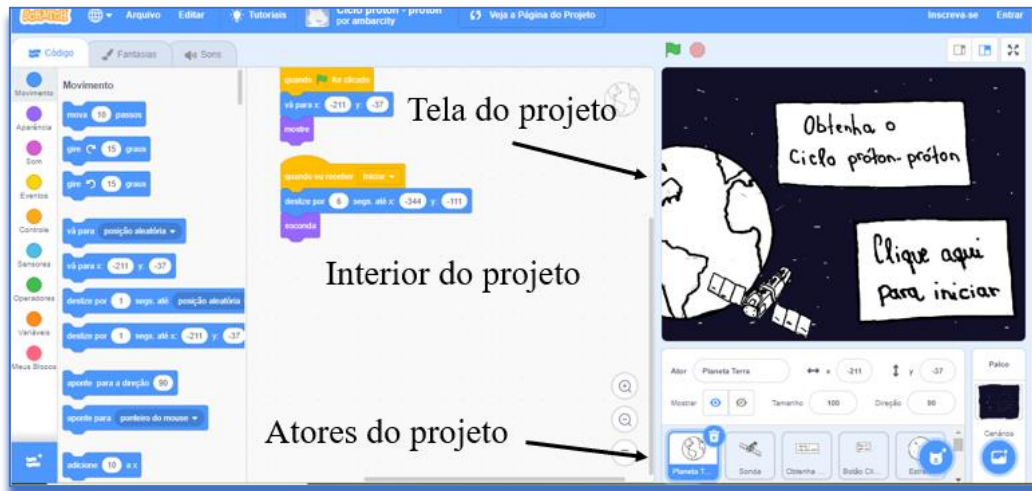 SCRATCH
Arquivo
Editar
Tutoriais
Ciclo próton - próton
por ambarcity
Veja a Página do Projeto
Inscreva-se
Entrar
Código
Fantasias
Sons
Movimento
Aparência
Som
Eventos
Controle
Sensores
Operadores
Variáveis
Meus Blocos
Movimento
mova 10 passos
gire 15 graus
gire 15 graus
vá para posição aleatória
vá para x: -211 y: -37
deslize por 1 segs. até posição aleatória
deslize por 1 segs. até x: -211 y: -37
aponte para a direção 90
aponte para ponteiro do mouse
adicione 10 a x
quando for clicado
vá para x: -211 y: -37
mostre
quando eu receber Iniciar
deslize por 6 segs. até x: -344 y: -111
esconda
Tela do projeto
Interior do projeto
Atores do projeto
Obtenha o
Ciclo próton-próton
Clique aqui
para iniciar
Ator Planeta Terra x -211 y -37
Mostrar Tamanho 100 Direção 90
Planeta T...
Sonda
Obtenha ...
Botão Cli...
Palco
Cenários